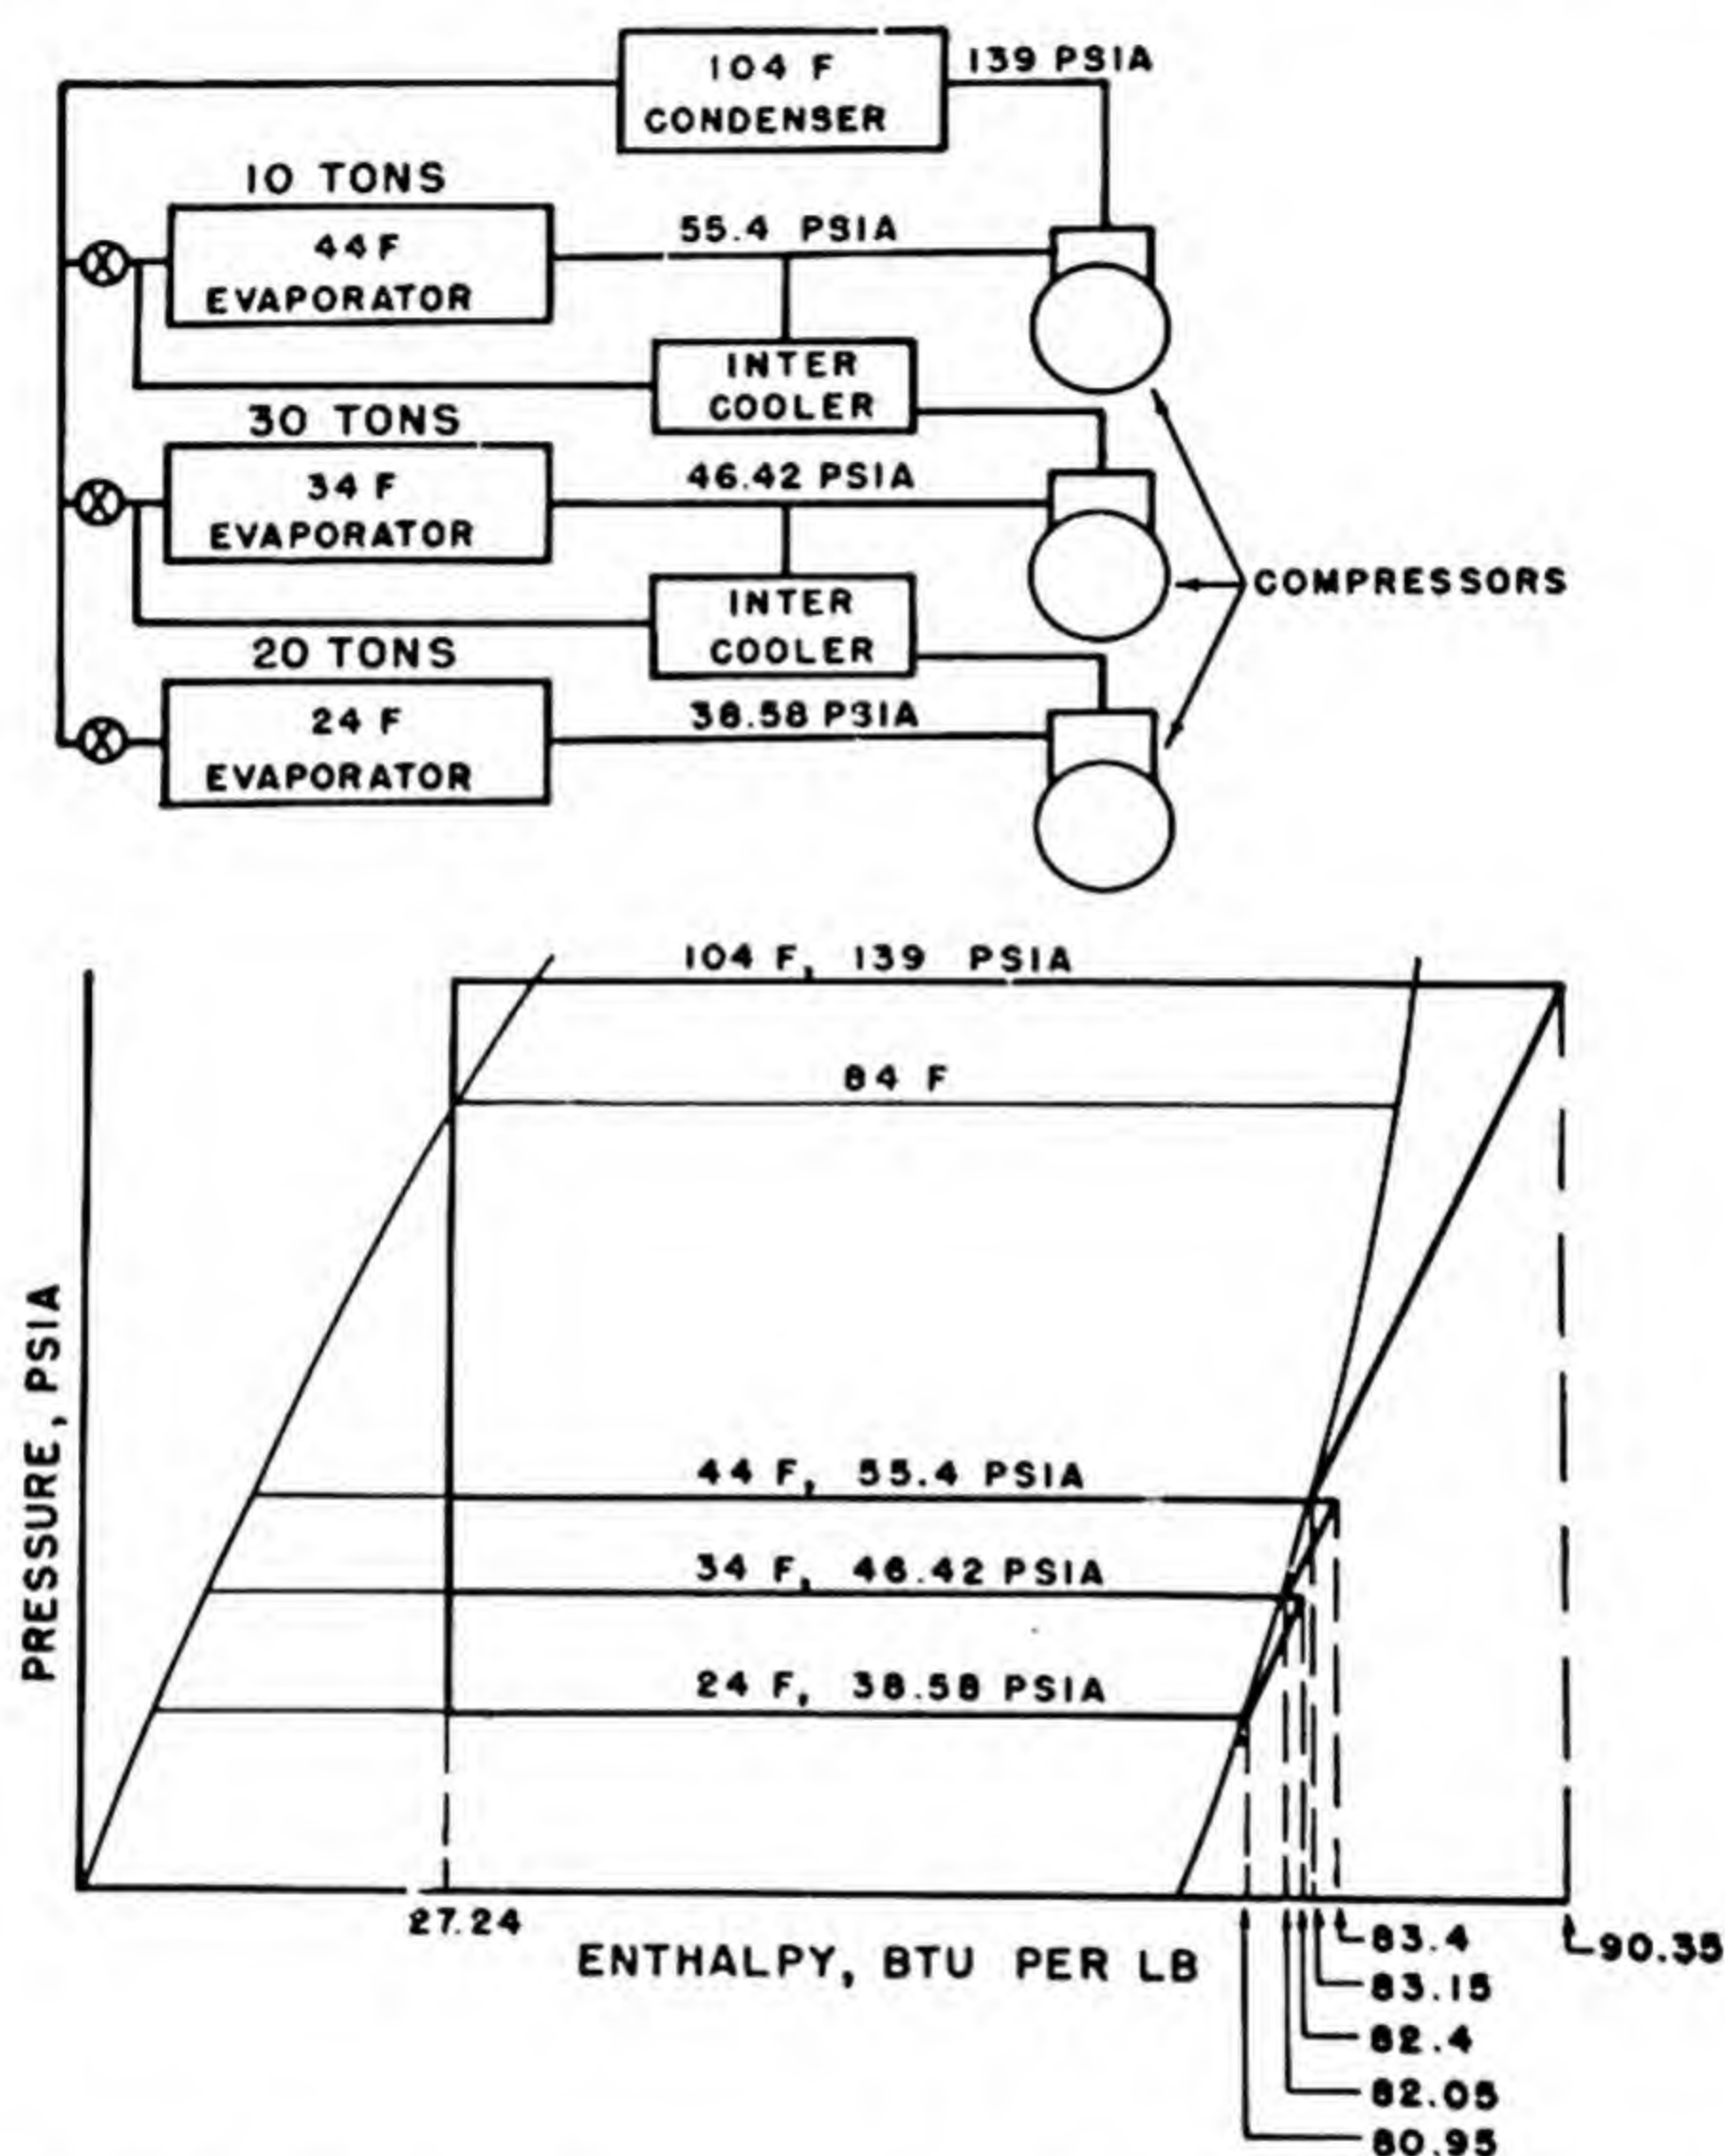 104 F
CONDENSER
139 PSIA
10 TONS
44 F
EVAPORATOR
55.4 PSIA
INTER
COOLER
30 TONS
34 F
EVAPORATOR
46.42 PSIA
COMPRESSORS
INTER
COOLER
20 TONS
24 F
EVAPORATOR
38.58 PSIA
104 F, 139 PSIA
84 F
44 F, 55.4 PSIA
34 F, 46.42 PSIA
24 F, 38.58 PSIA
PRESSURE, PSIA
27.24
ENTHALPY, BTU PER LB
83.4
90.35
83.15
82.4
82.05
80.95